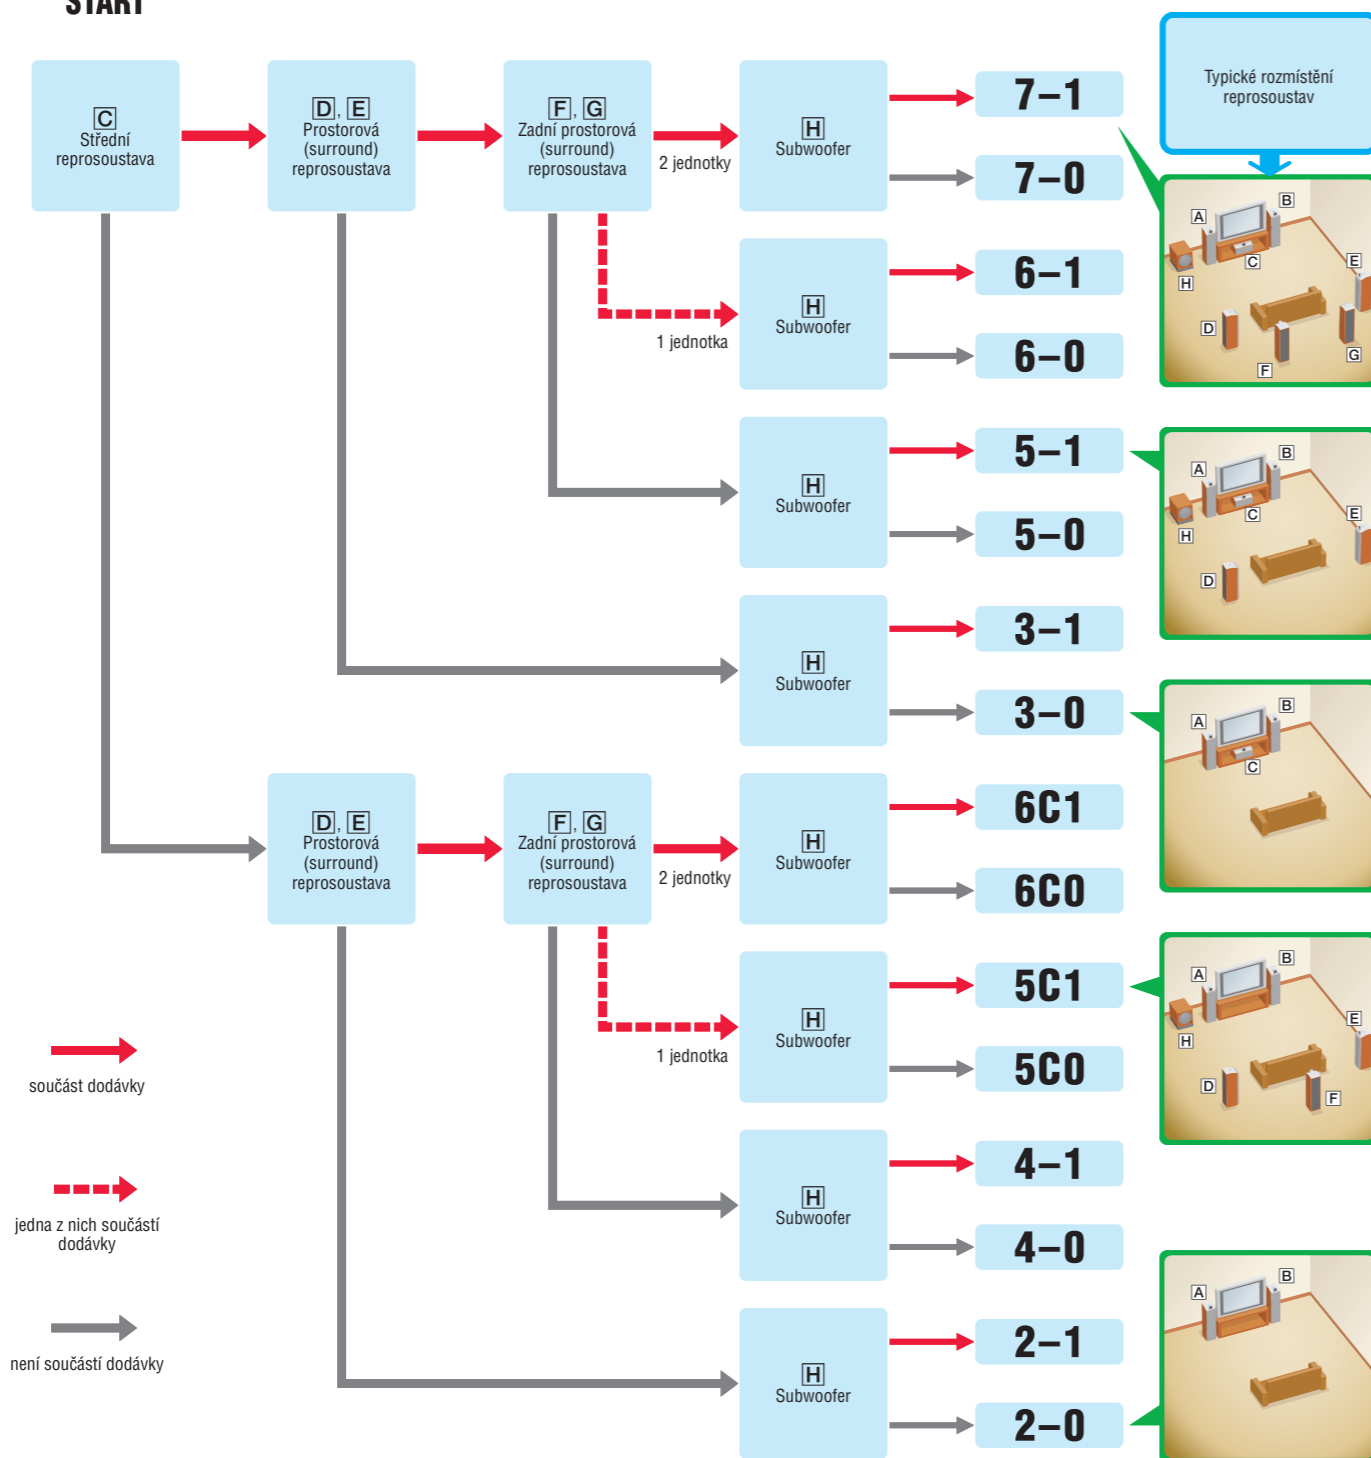 START
C
Střední
reprosoustava
D, E
Prostorová
(surround)
reprosoustava
F, G
Zadní prostorová
(surround)
reprosoustava
2 jednotky
H
Subwoofer
7–1
7–0
Typické rozmístění
reprosoustav
A
B
C
H
E
D
F
G
1 jednotka
H
Subwoofer
6–1
6–0
H
Subwoofer
5–1
5–0
A
B
C
H
E
D
H
Subwoofer
3–1
3–0
A
B
C
D, E
Prostorová
(surround)
reprosoustava
F, G
Zadní prostorová
(surround)
reprosoustava
2 jednotky
H
Subwoofer
6C1
6C0
1 jednotka
H
Subwoofer
5C1
5C0
A
B
H
E
D
F
H
Subwoofer
4–1
4–0
H
Subwoofer
2–1
2–0
A
B
součást dodávky
jedna z nich součástí
dodávky
není součástí dodávky